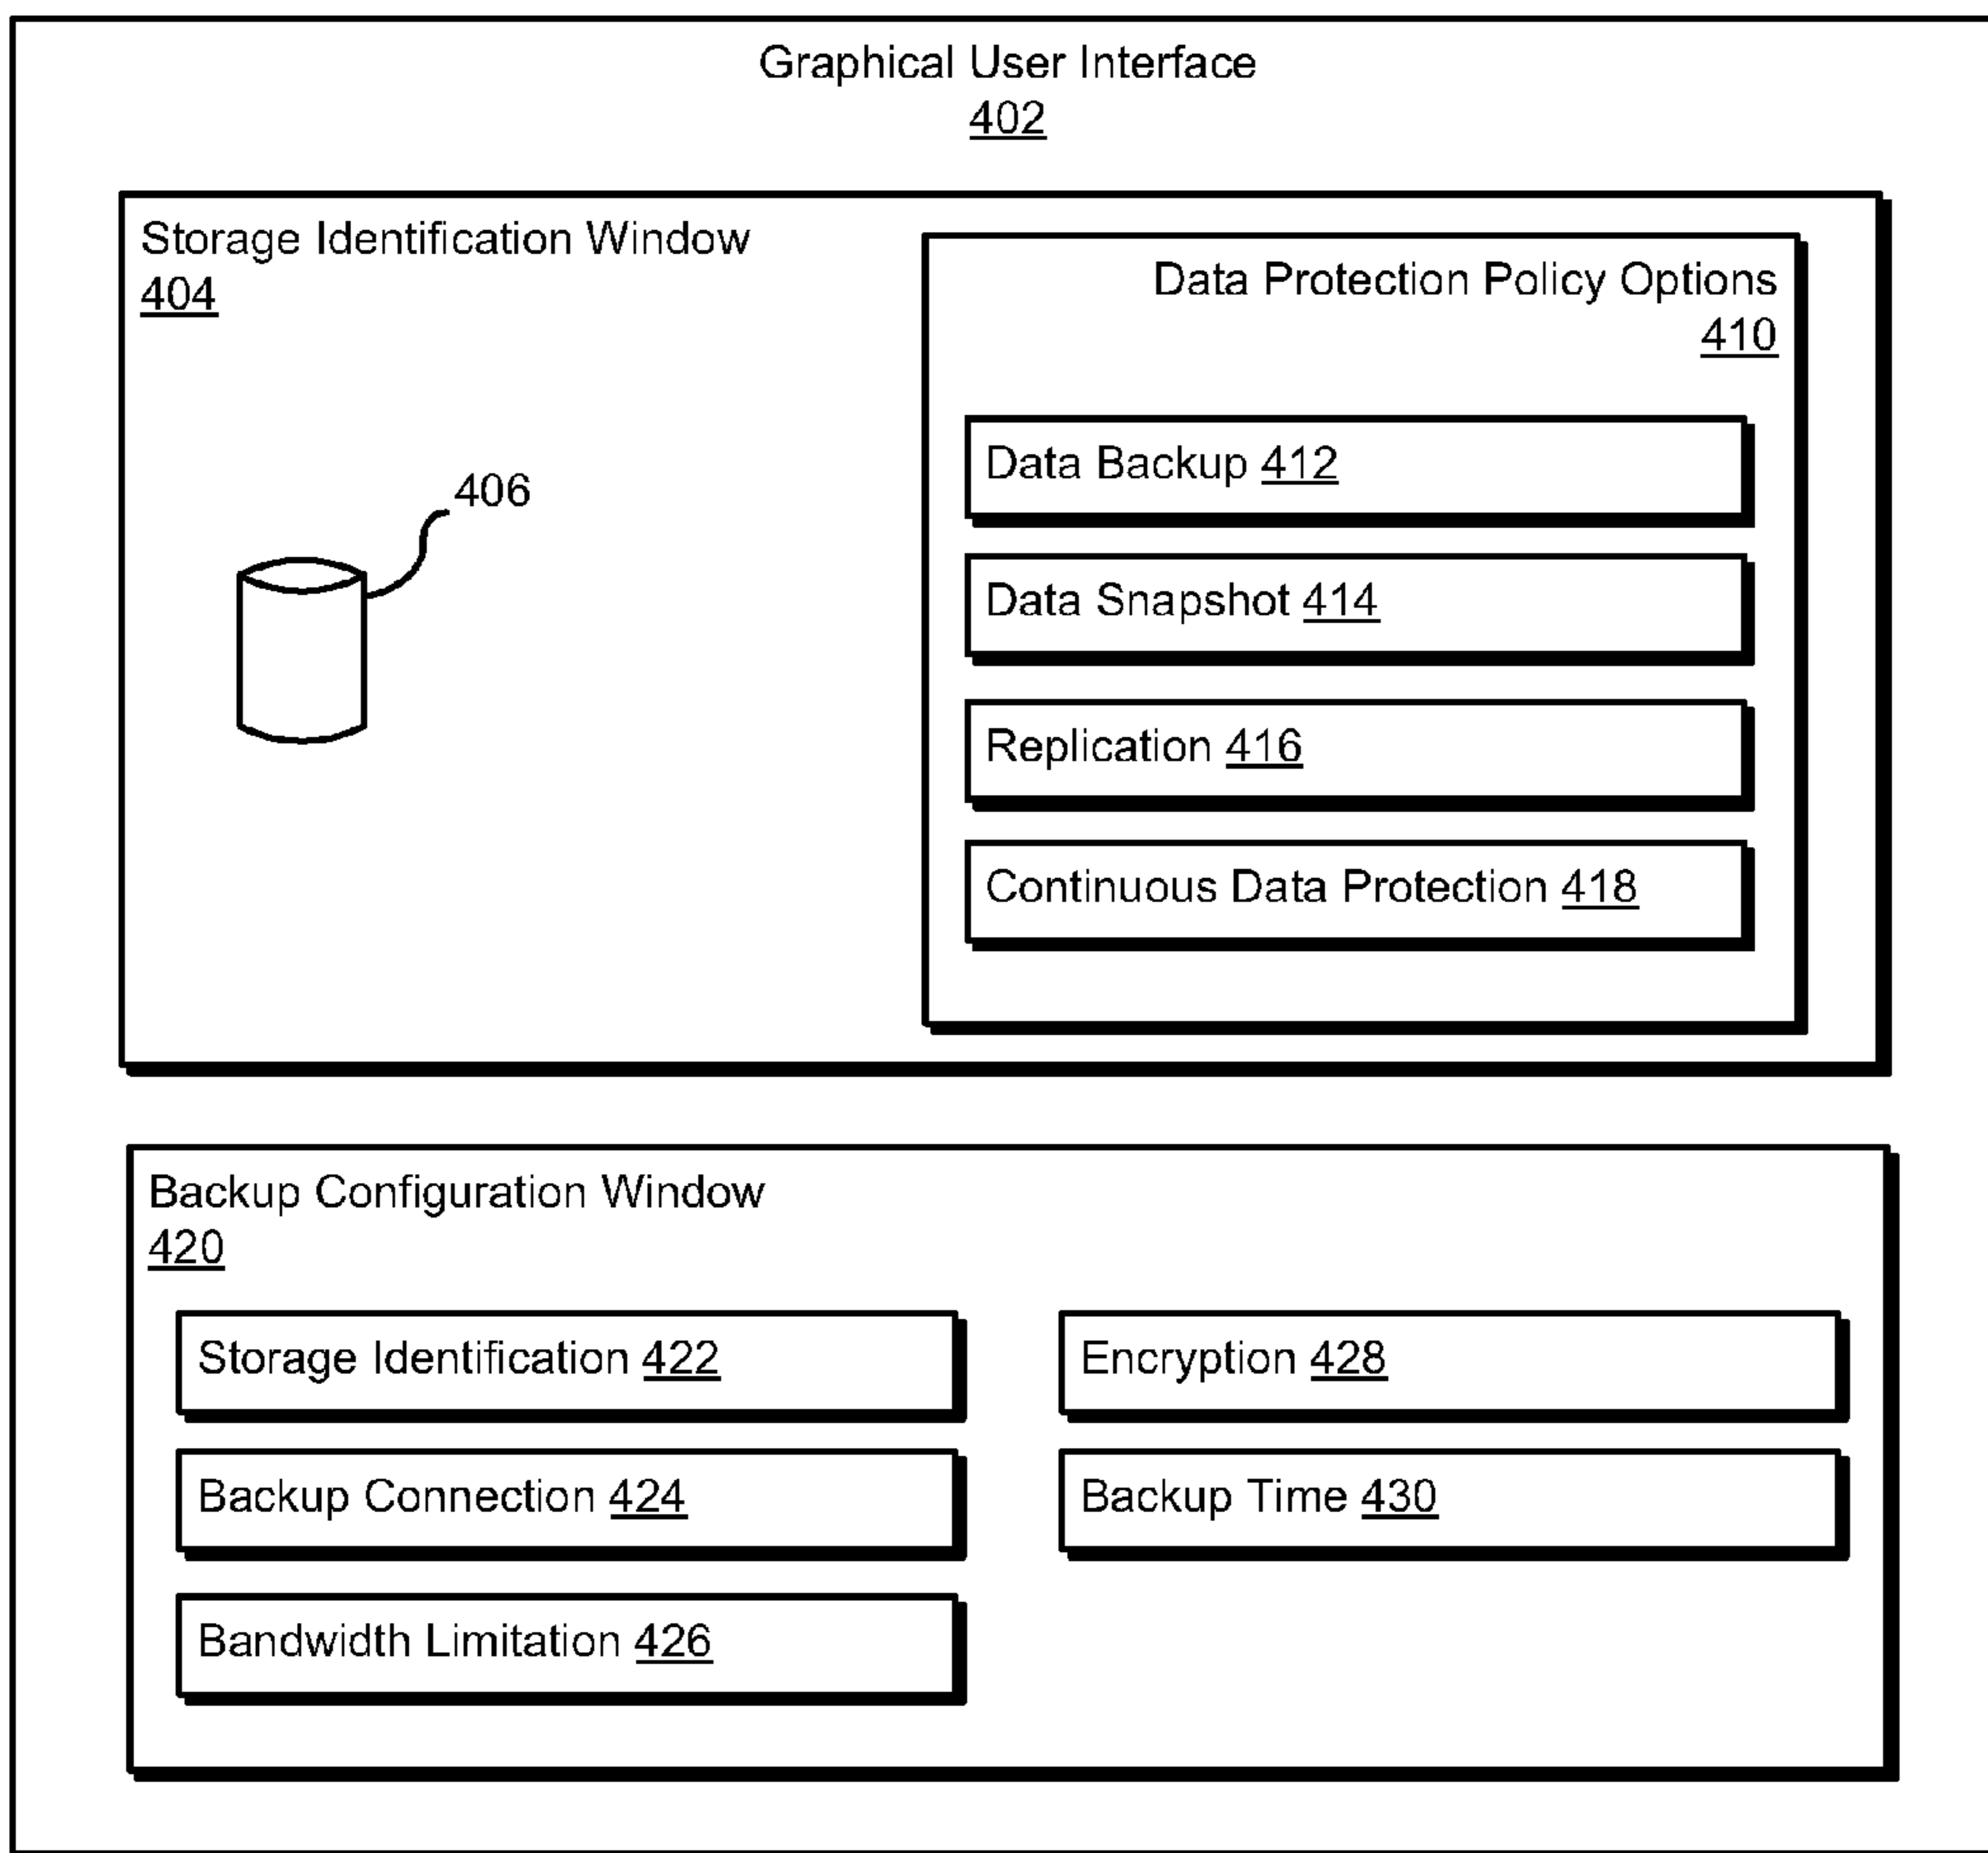 Graphical User Interface
402
Storage Identification Window
404
406
Data Protection Policy Options
410
Data Backup 412
Data Snapshot 414
Replication 416
Continuous Data Protection 418
Backup Configuration Window
420
Storage Identification 422
Backup Connection 424
Bandwidth Limitation 426
Encryption 428
Backup Time 430